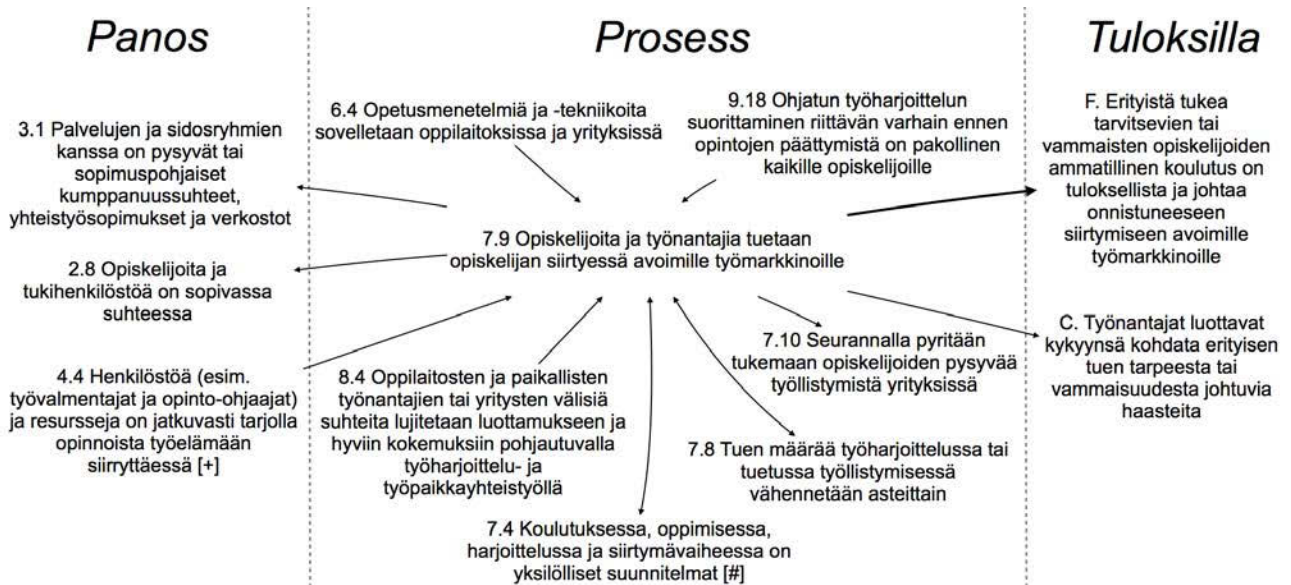 Panos
Prosess
Tuloksilla
3.1 Palvelujen ja sidosryhmien
kanssa on pysyvät tai
sopimuspohjaiset
kumppanuussuhteet,
yhteistyösopimukset ja verkostot
2.8 Opiskelijoita ja
tukihenkilöstöä on sopivassa
suhteessa
4.4 Henkilöstöä (esim.
työvalmentajat ja opinto-ohjaajat)
ja resursseja on jatkuvasti tarjolla
opinnoista työelämään
siirryttäessä [+]
6.4 Opetusmenetelmiä ja -tekniikoita
sovelletaan oppilaitoksissa ja yrityksissä
9.18 Ohjatun työharjoittelun
suorittaminen riittävän varhain ennen
opintojen päättymistä on pakollinen
kaikille opiskelijoille
7.9 Opiskelijoita ja työnantajia tuetaan
opiskelijan siirtyessä avoimille työmarkkinoille
8.4 Oppilaitosten ja paikallisten
työnantajien tai yritysten välisiä
suhteita lujitetaan luottamukseen ja
hyviin kokemuksiin pohjautuvalla
työharjoittelu- ja
työpaikkayhteistyöllä
7.10 Seurannalla pyritään
tukemaan opiskelijoiden pysyvää
työllistymistä yrityksissä
7.8 Tuen määrää työharjoittelussa tai
tuetussa työllistymisessä
vähennetään asteittain
7.4 Koulutuksessa, oppimisessa,
harjoittelussa ja siirtymävaiheessa on
yksilölliset suunnitelmat [#]
F. Erityistä tukea
tarvitsevien tai
vammaisten opiskelijoiden
ammatillinen koulutus on
tuloksellista ja johtaa
onnistuneeseen
siirtymiseen avoimille
työmarkkinoille
C. Työnantajat luottavat
kykyynsä kohdata erityisen
tuen tarpeesta tai
vammaisuudesta johtuvia
haasteita